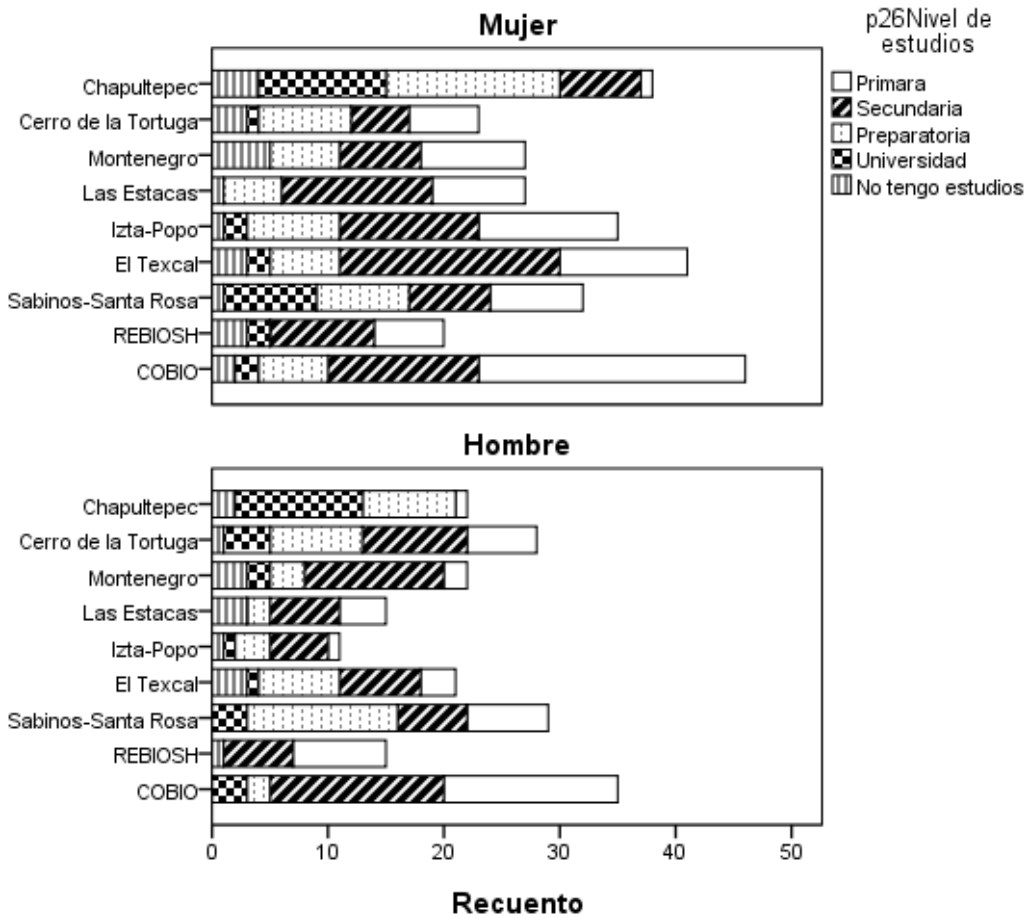 Mujer
p26Nivel de
estudios
Primara
Secundaria
Preparatoria
Universidad
No tengo estudios
Chapultepec
Cerro de la Tortuga
Montenegro
Las Estacas
Izta-Popo
El Texcal
Sabinos-Santa Rosa
REBIOSH
COBIO
Hombre
Chapultepec
Cerro de la Tortuga
Montenegro
Las Estacas
Izta-Popo
El Texcal
Sabinos-Santa Rosa
REBIOSH
COBIO
0 10 20 30 40 50
Recuento